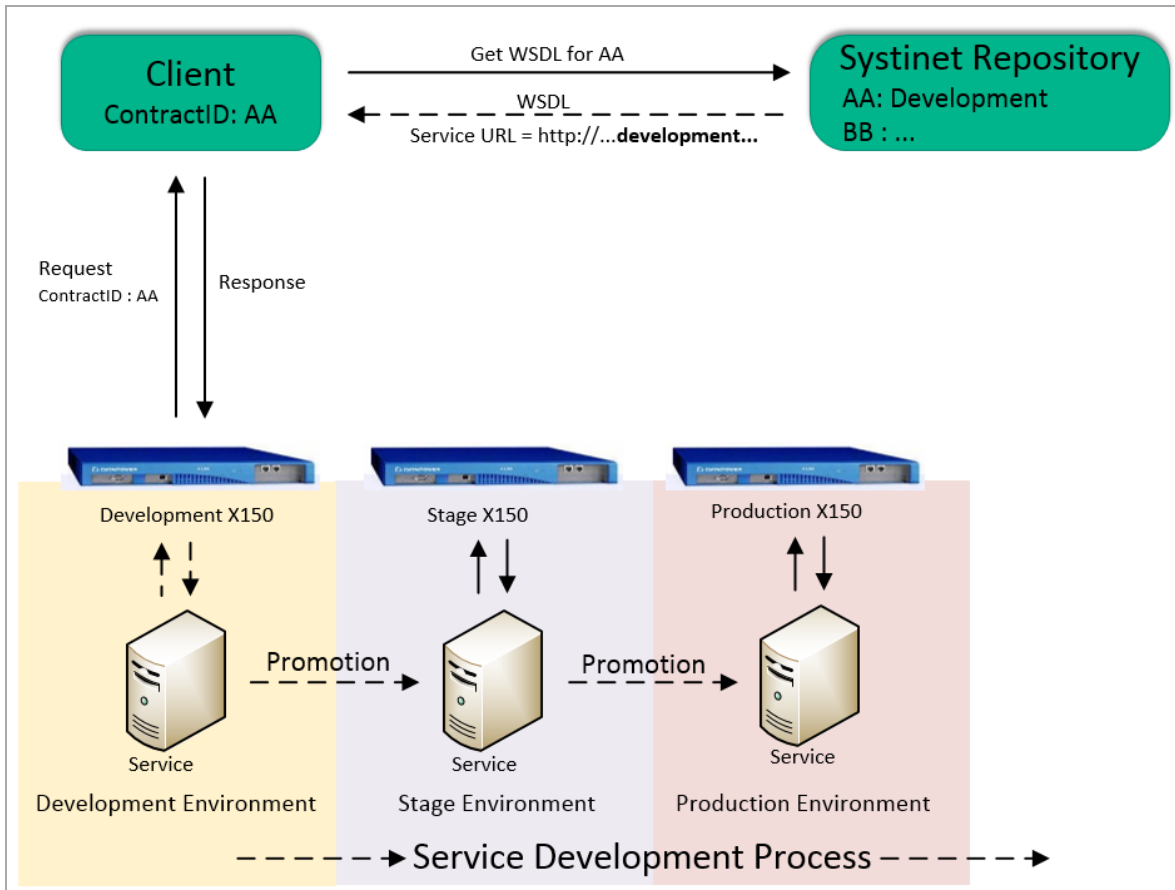 Client
ContractID: AA
Get WSDL for AA
WSDL
Service URL = http://...development...
Systinet Repository
AA: Development
BB : ...
Request
ContractID : AA
Response
Development X150
Stage X150
Production X150
Promotion
Promotion
Service
Service
Service
Development Environment
Stage Environment
Production Environment
Service Development Process